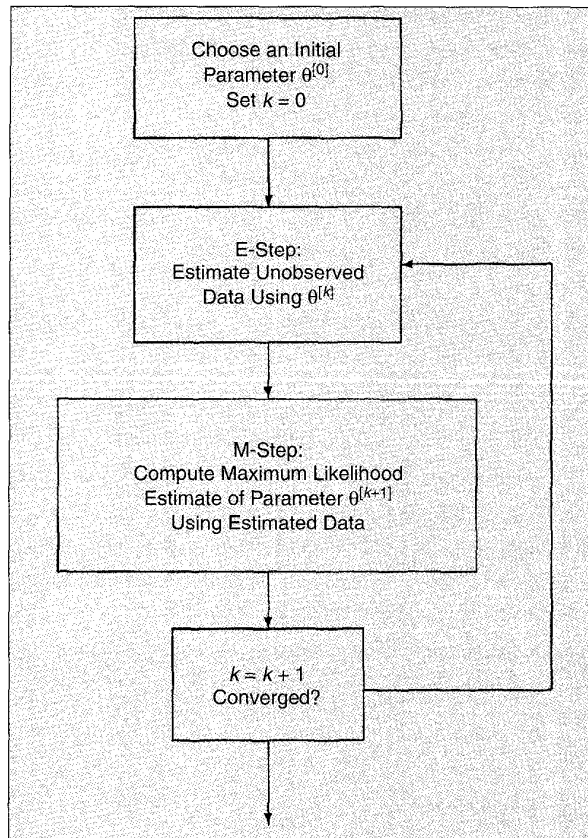 Choose an Initial
Parameter θ^[0]
Set k = 0
E-Step:
Estimate Unobserved
Data Using θ^[k]
M-Step:
Compute Maximum Likelihood
Estimate of Parameter θ^[k+1]
Using Estimated Data
k = k + 1
Converged?